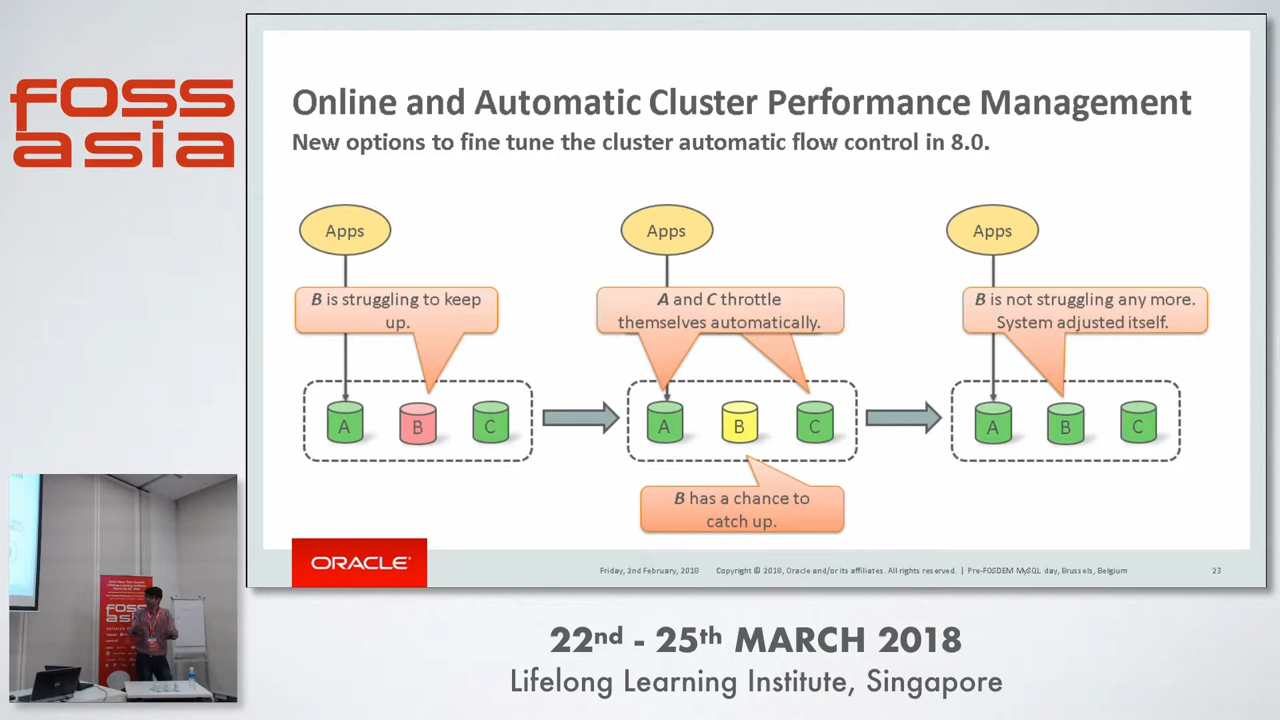 foss
asia
Online and Automatic Cluster Performance Management
New options to fine tune the cluster automatic flow control in 8.0.
Apps
Apps
Apps
B is struggling to keep
up.
A and C throttle
themselves automatically.
B is not struggling any more.
System adjusted itself.
A
B
C
A
B
C
A
B
C
B has a chance to
catch up.
ORACLE
Friday, 2nd February, 2018
Copyright © 2018, Oracle and/or its affiliates. All rights reserved. | Pre-FOSDEM MySQL day, Brussels, Belgium
23
FOSS
ASIA
22nd - 25th MARCH 2018
Lifelong Learning Institute, Singapore